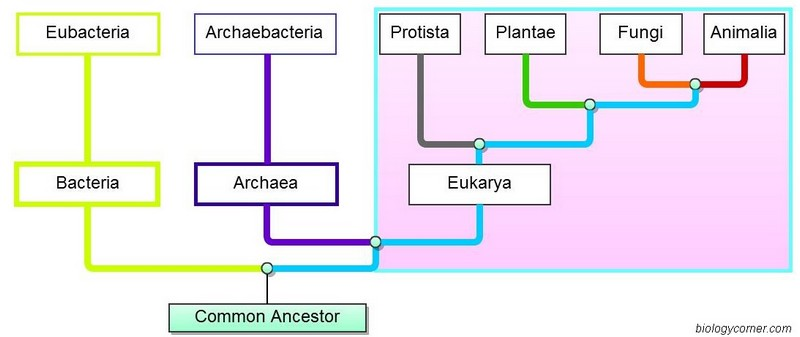 Eubacteria
Archaebacteria
Protista
Plantae
Fungi
Animalia
Bacteria
Archaea
Eukarya
Common Ancestor
biologycorner.com